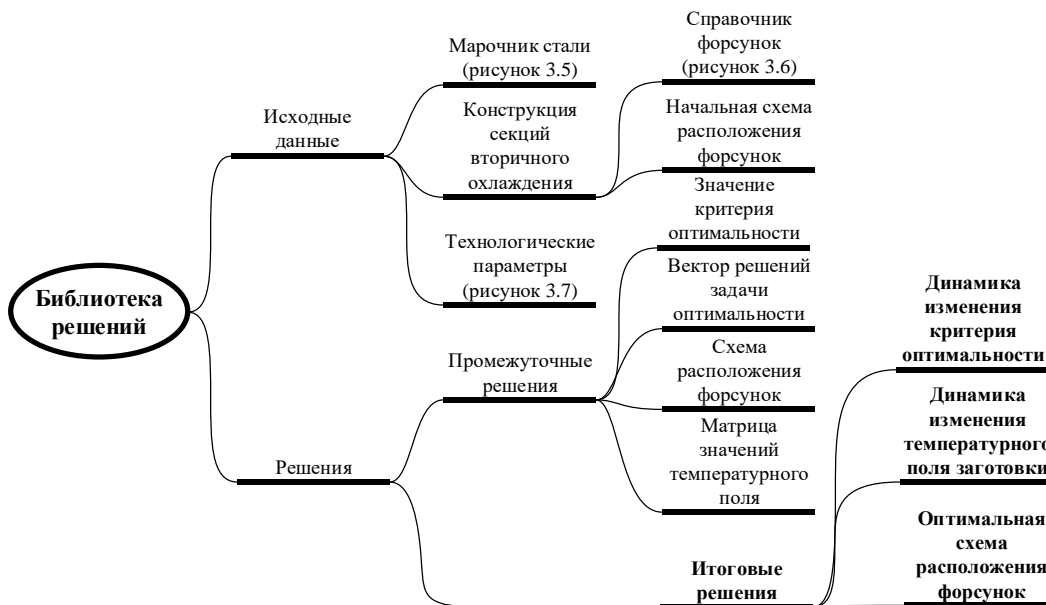 Библиотека
решений
Исходные
данные
Марочник стали
(рисунок 3.5)
Конструкция
секций
вторичного
охлаждения
Справочник
форсунок
(рисунок 3.6)
Начальная схема
расположения
форсунок
Технологические
параметры
(рисунок 3.7)
Решения
Промежуточные
решения
Значение
критерия
оптимальности
Вектор решений
задачи
оптимальности
Схема
расположения
форсунок
Матрица
значений
температурного
поля
Итоговые
решения
Динамика
изменения
критерия
оптимальности
Динамика
изменения
температурного
поля заготовки
Оптимальная
схема
расположения
форсунок